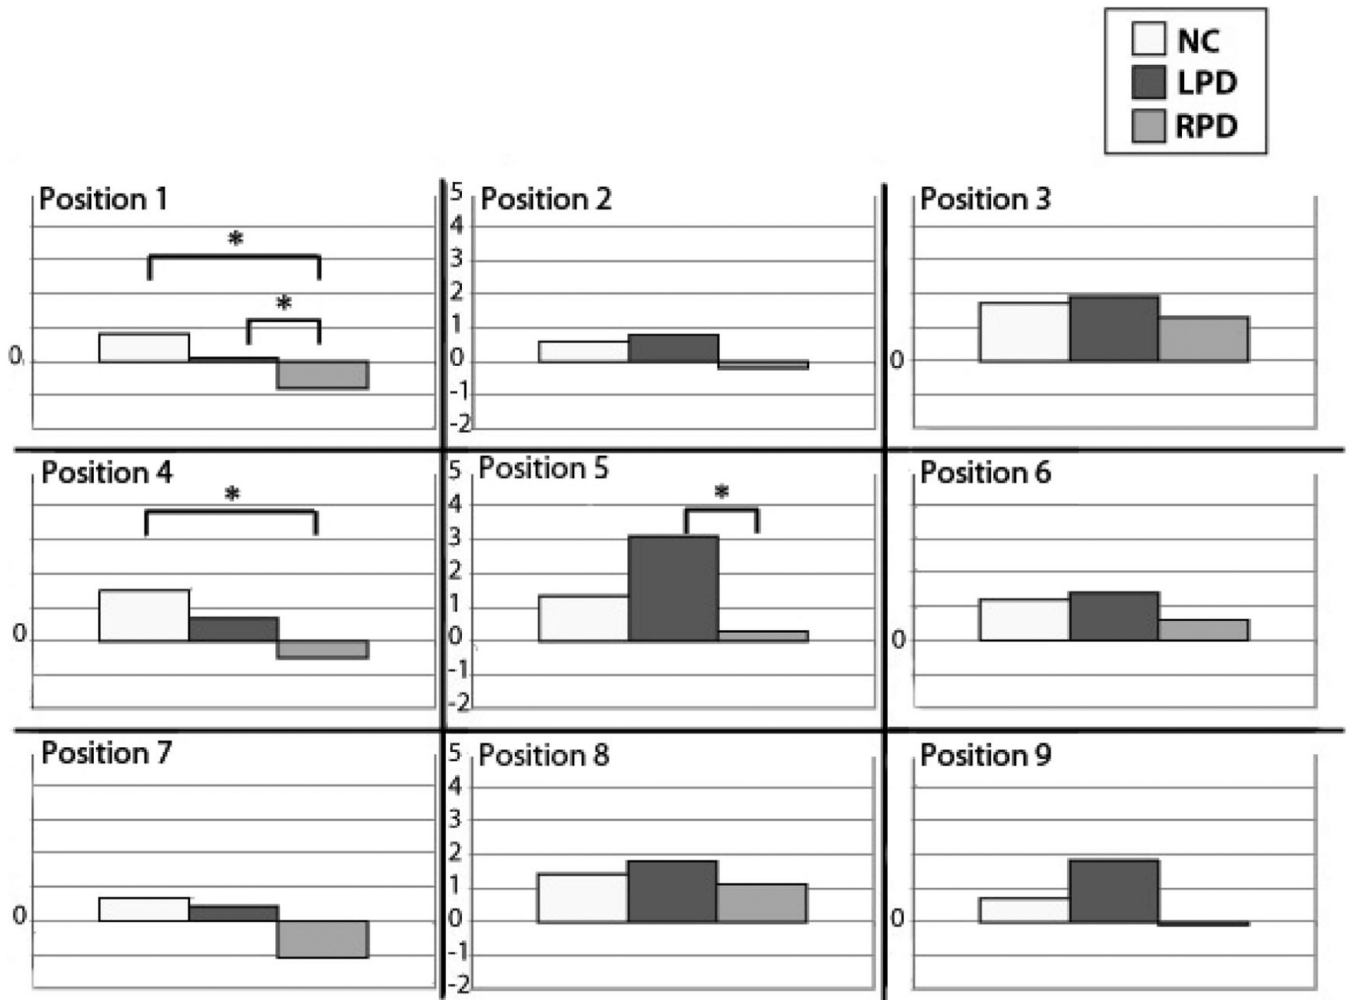 NC
LPD
RPD
Position 1
*
*
0
Position 2
5
4
3
2
1
0
-1
-2
Position 3
0
Position 4
*
0
Position 5
*
5
4
3
2
1
0
-1
-2
Position 6
0
Position 7
0
Position 8
5
4
3
2
1
0
-1
-2
Position 9
0